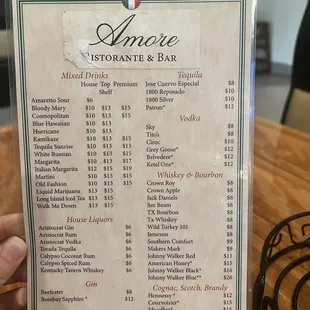 Amore
RISTORANTE & BAR
Mixed Drinks
House Top Premium
Shelf
Amaretto Sour $6
Bloody Mary $10 $13 $15
Cosmopolitan $10 $13 $15
Blue Hawaiian $10 $13
Hurricane $10 $13
Kamikaze $10 $13 $15
Tequila Sunrise $10 $13 $15
White Russian $10 $13 $15
Margarita $10 $13 $17
Italian Margarita $12 $15 $19
Martini $10 $13 $15
Old Fashion $10 $13 $15
Liquid Marijuana $13 $15
Long Island Iced Tea $13 $15
Walk Me Down $13 $15
House Liquors
Aristocrat Gin $6
Aristocrat Rum $6
Aristocrat Vodka $6
Torada Tequila $6
Calypso Coconut Rum $6
Calypso Spiced Rum $6
Kentucky Tavern Whiskey $6
Gin
Beefeater $8
Bombay Sapphire * $12
Tequila
Jose Cuervo Especial $8
1800 Reposado $10
1800 Silver $10
Patron* $12
Vodka
Sky $8
Tito's $8
Ciroc $10
Grey Goose* $12
Belvedere* $12
Ketel One* $12
Whiskey & Bourbon
Crown Roy $8
Crown Apple $8
Jack Daniels $8
Jim Beam $8
TX Bourbon $8
Tx Whiskey $8
Wild Turkey 101 $8
Jameson $8
Southern Comfort $9
Makers Mark $9
Johnny Walker Red $11
American Honey* $15
Johnny Walker Black* $16
Johnny Walker Blue** $26
Cognac, Scotch, Brandy
Hennesy * $12
Courvoisier* $15